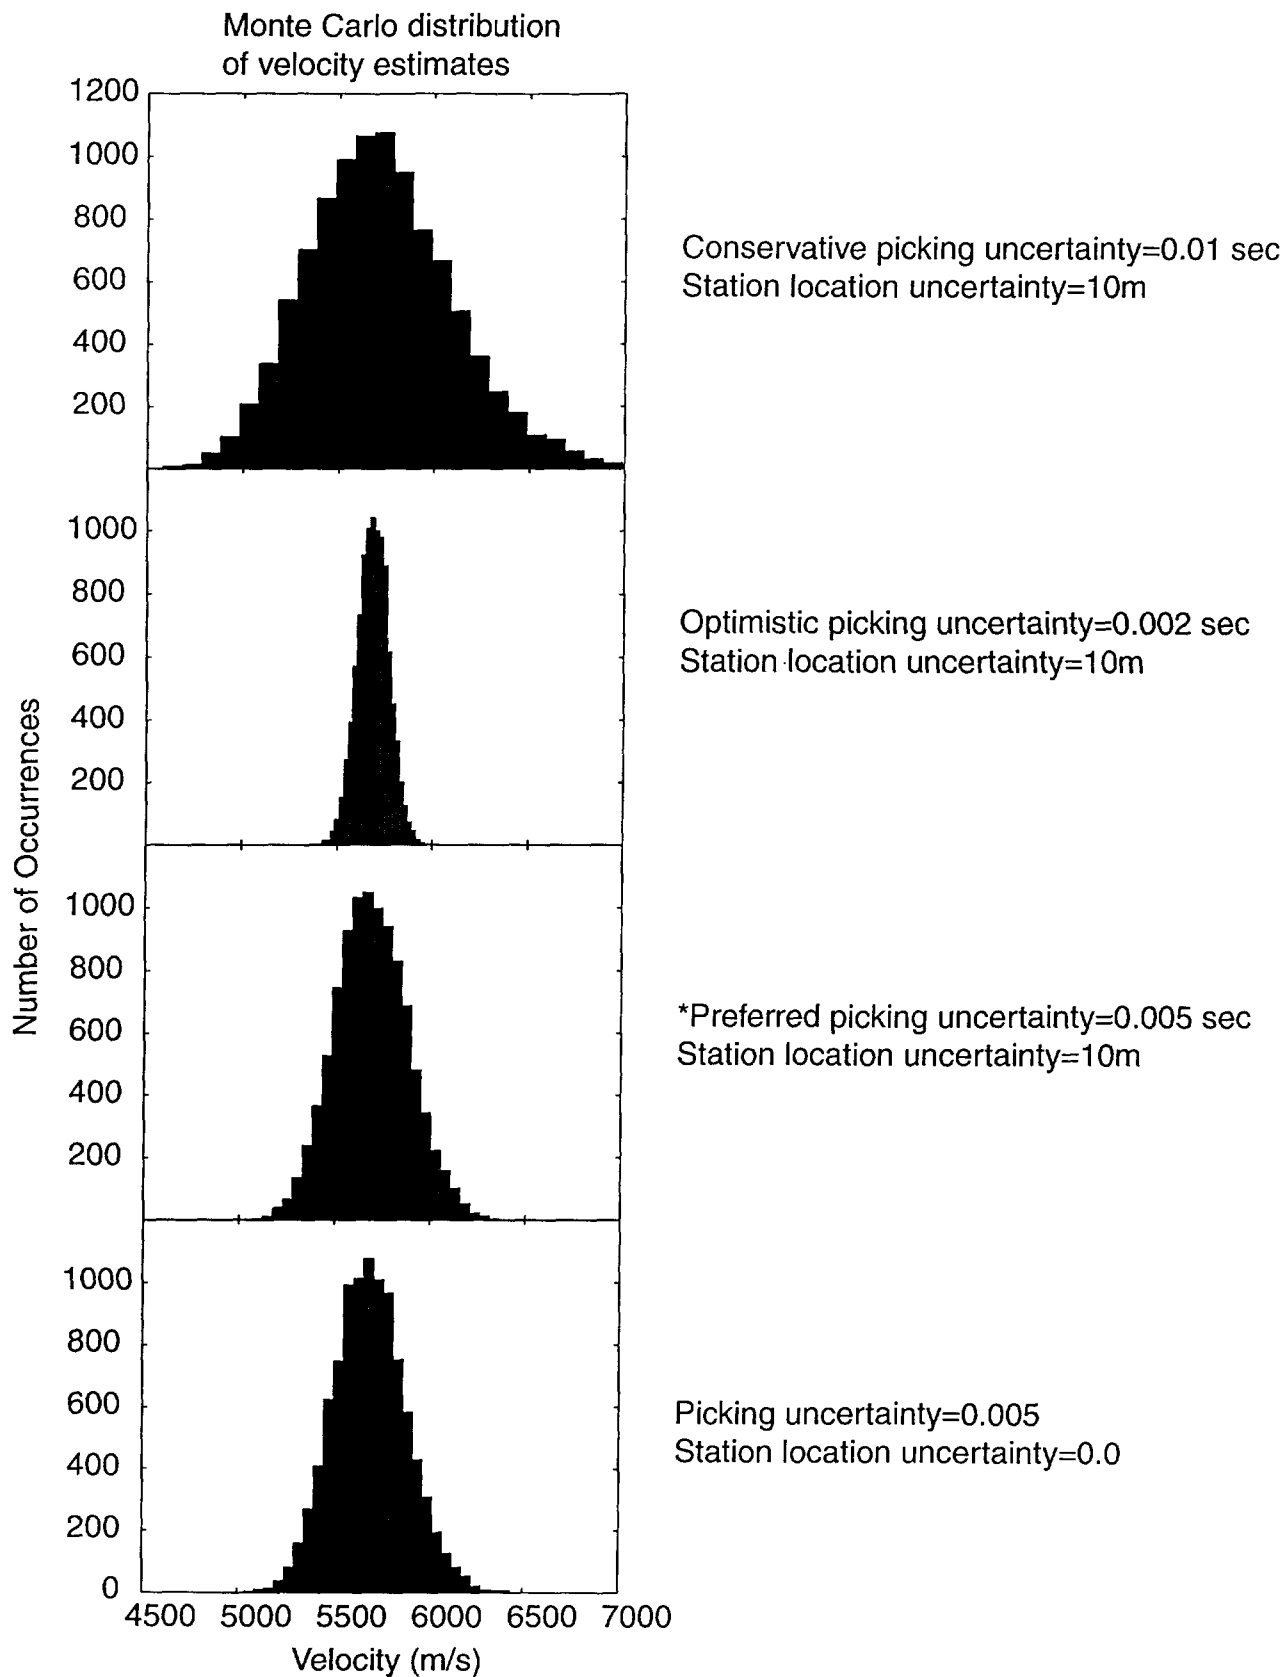 Monte Carlo distribution
of velocity estimates
1200
1000
800
600
400
200
Conservative picking uncertainty=0.01 sec
Station location uncertainty=10m
1000
800
600
400
200
Optimistic picking uncertainty=0.002 sec
Station location uncertainty=10m
Number of Occurrences
1000
800
600
400
200
*Preferred picking uncertainty=0.005 sec
Station location uncertainty=10m
1000
800
600
400
200
0
Picking uncertainty=0.005
Station location uncertainty=0.0
4500 5000 5500 6000 6500 7000
Velocity (m/s)